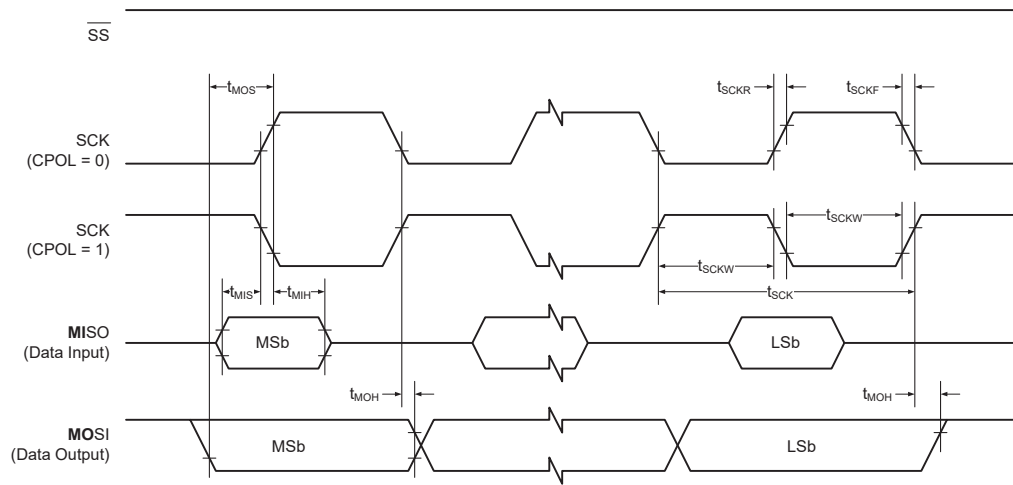 SS
tMOS
tSCKR
tSCKF
SCK
(CPOL = 0)
SCK
(CPOL = 1)
tSCKW
tSCKW
tSCK
tMIS
tMIH
MISO
(Data Input)
MSb
LSb
tMOH
tMOH
MOSI
(Data Output)
MSb
LSb